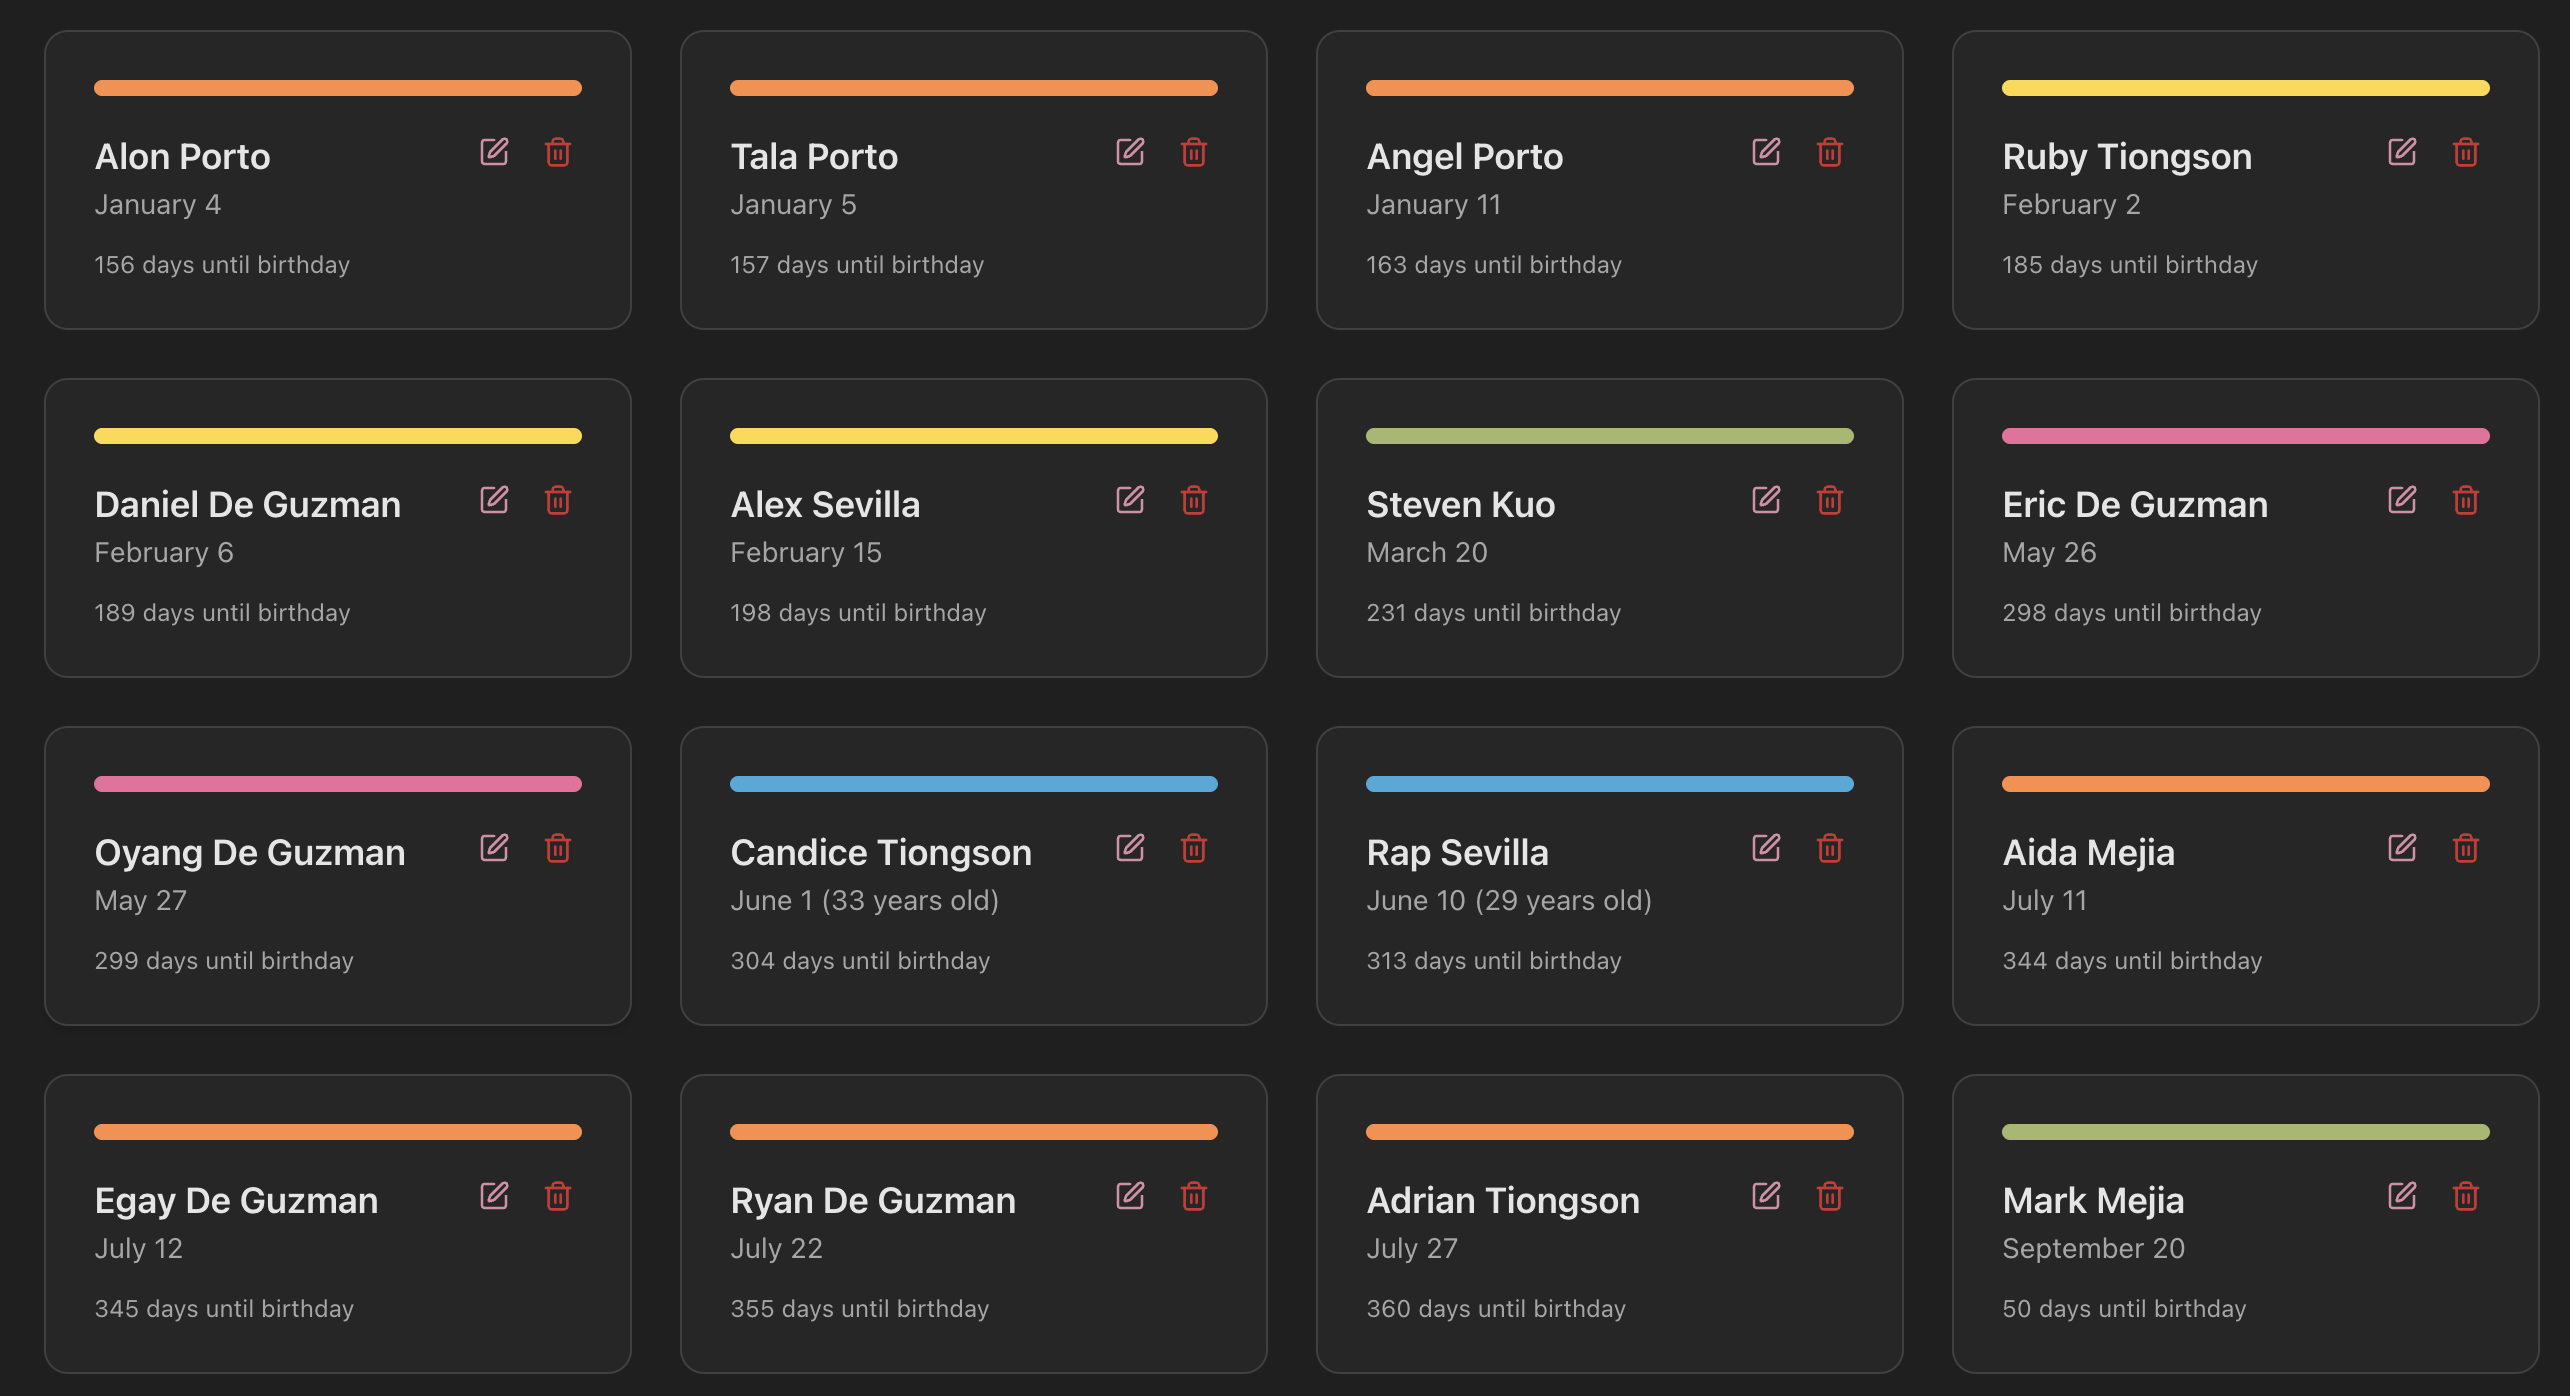 Alon Porto
January 4
156 days until birthday
Tala Porto
January 5
157 days until birthday
Angel Porto
January 11
163 days until birthday
Ruby Tiongson
February 2
185 days until birthday
Daniel De Guzman
February 6
189 days until birthday
Alex Sevilla
February 15
198 days until birthday
Steven Kuo
March 20
231 days until birthday
Eric De Guzman
May 26
298 days until birthday
Oyang De Guzman
May 27
299 days until birthday
Candice Tiongson
June 1 (33 years old)
304 days until birthday
Rap Sevilla
June 10 (29 years old)
313 days until birthday
Aida Mejia
July 11
344 days until birthday
Egay De Guzman
July 12
345 days until birthday
Ryan De Guzman
July 22
355 days until birthday
Adrian Tiongson
July 27
360 days until birthday
Mark Mejia
September 20
50 days until birthday